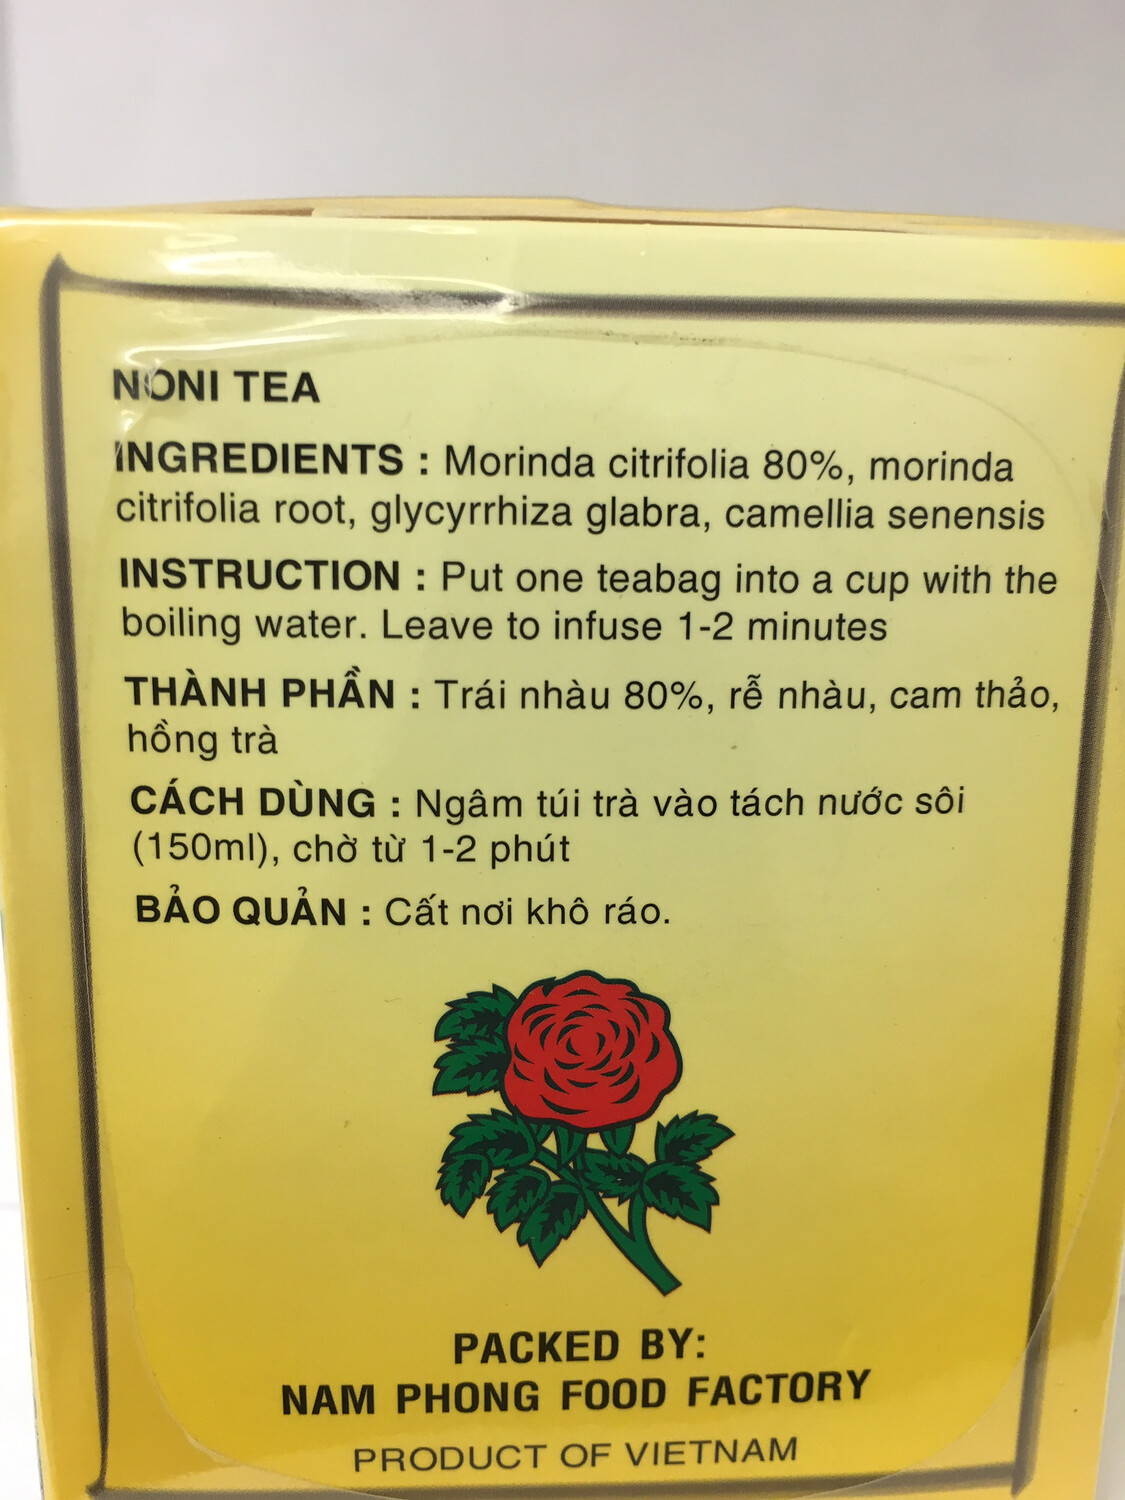 NONI TEA
INGREDIENTS : Morinda citrifolia 80%, morinda
citrifolia root, glycyrrhiza glabra, camellia senensis
INSTRUCTION : Put one teabag into a cup with the
boiling water. Leave to infuse 1-2 minutes
THÀNH PHẦN : Trái nhàu 80%, rễ nhàu, cam thảo,
hồng trà
CÁCH DÙNG : Ngâm túi trà vào tách nước sôi
(150ml), chờ từ 1-2 phút
BẢO QUẢN : Cất nơi khô ráo.
PACKED BY:
NAM PHONG FOOD FACTORY
PRODUCT OF VIETNAM